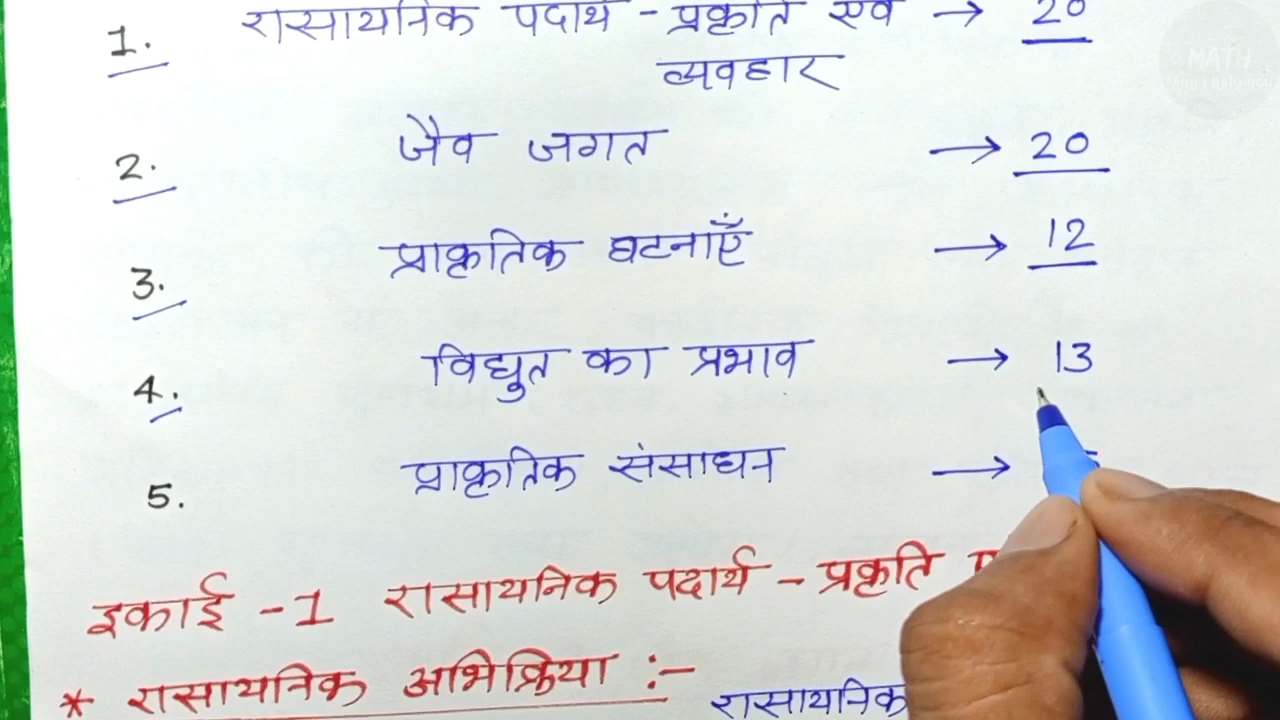 1. रासायनिक पदार्थ - प्रकृति एवं → 20
व्यवहार
2. जैव जगत → 20
3. प्राकृतिक घटनाएँ → 12
4. विद्युत का प्रभाव → 13
5. प्राकृतिक संसाधन →
इकाई -1 रासायनिक पदार्थ - प्रकृति
* रासायनिक अभिक्रिया :- रासायनिक
MATH